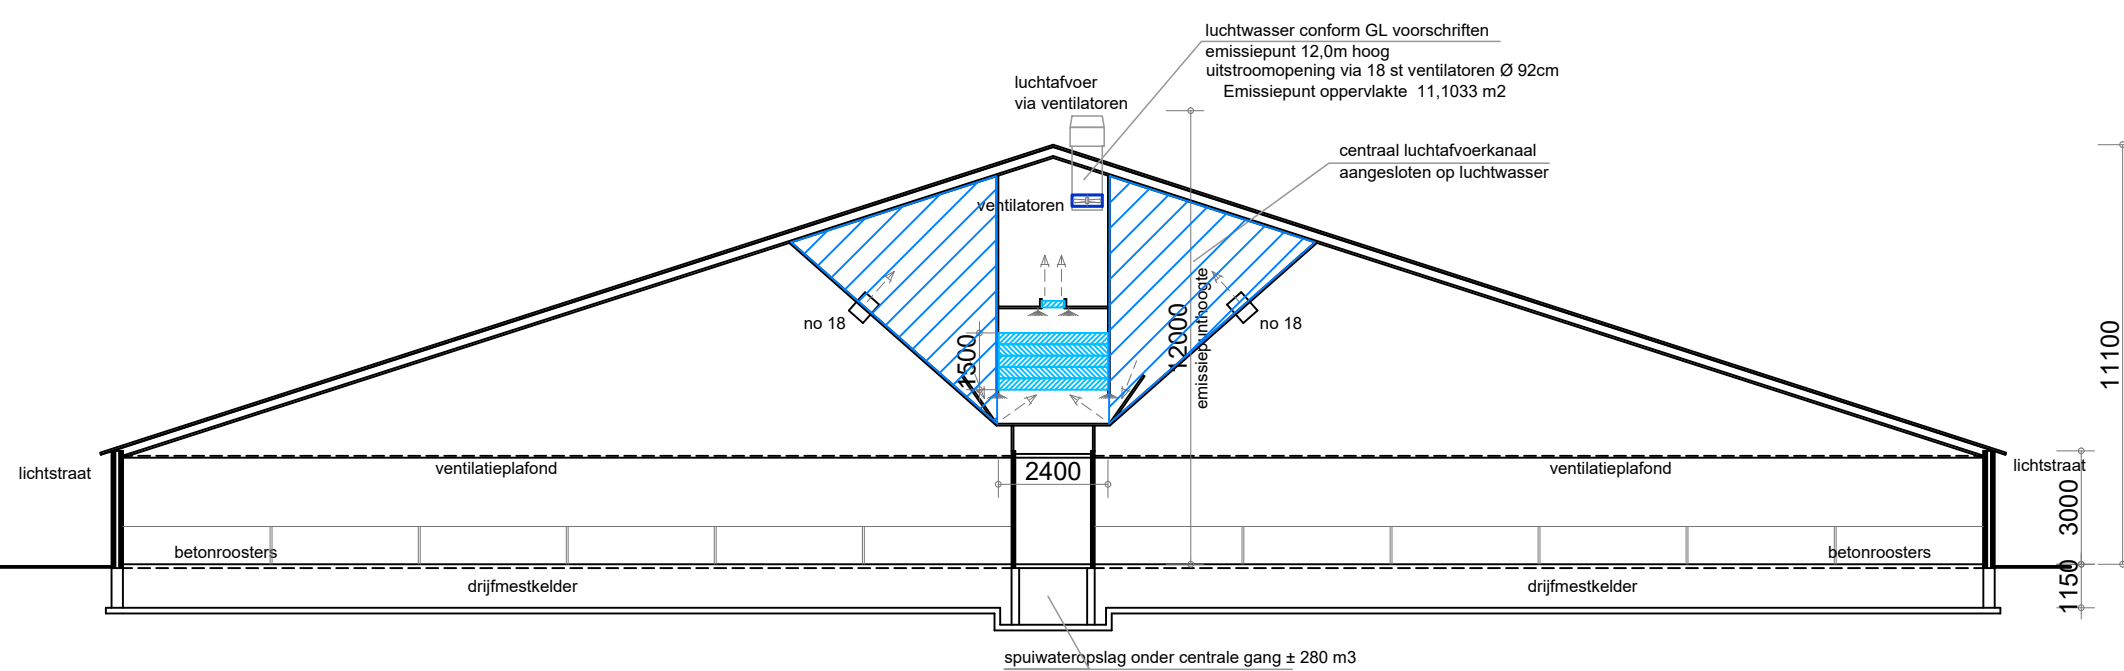 luchtwasser conform GL voorschriften
emissiepunt 12,0m hoog
uitstroomopening via 18 st ventilatoren Ø 92cm
Emissiepunt oppervlakte 11,1033 m2
luchtafvoer
via ventilatoren
centraal luchtafvoerkanaal
aangesloten op luchtwasser
ventilatoren
no 18
no 18
1500
12000
emissiepunthoogte
11100
lichtstraat
ventilatieplafond
2400
ventilatieplafond
lichtstraat
3000
betonroosters
betonroosters
drijfmestkelder
drijfmestkelder
1150
spuiwateropslag onder centrale gang ± 280 m3